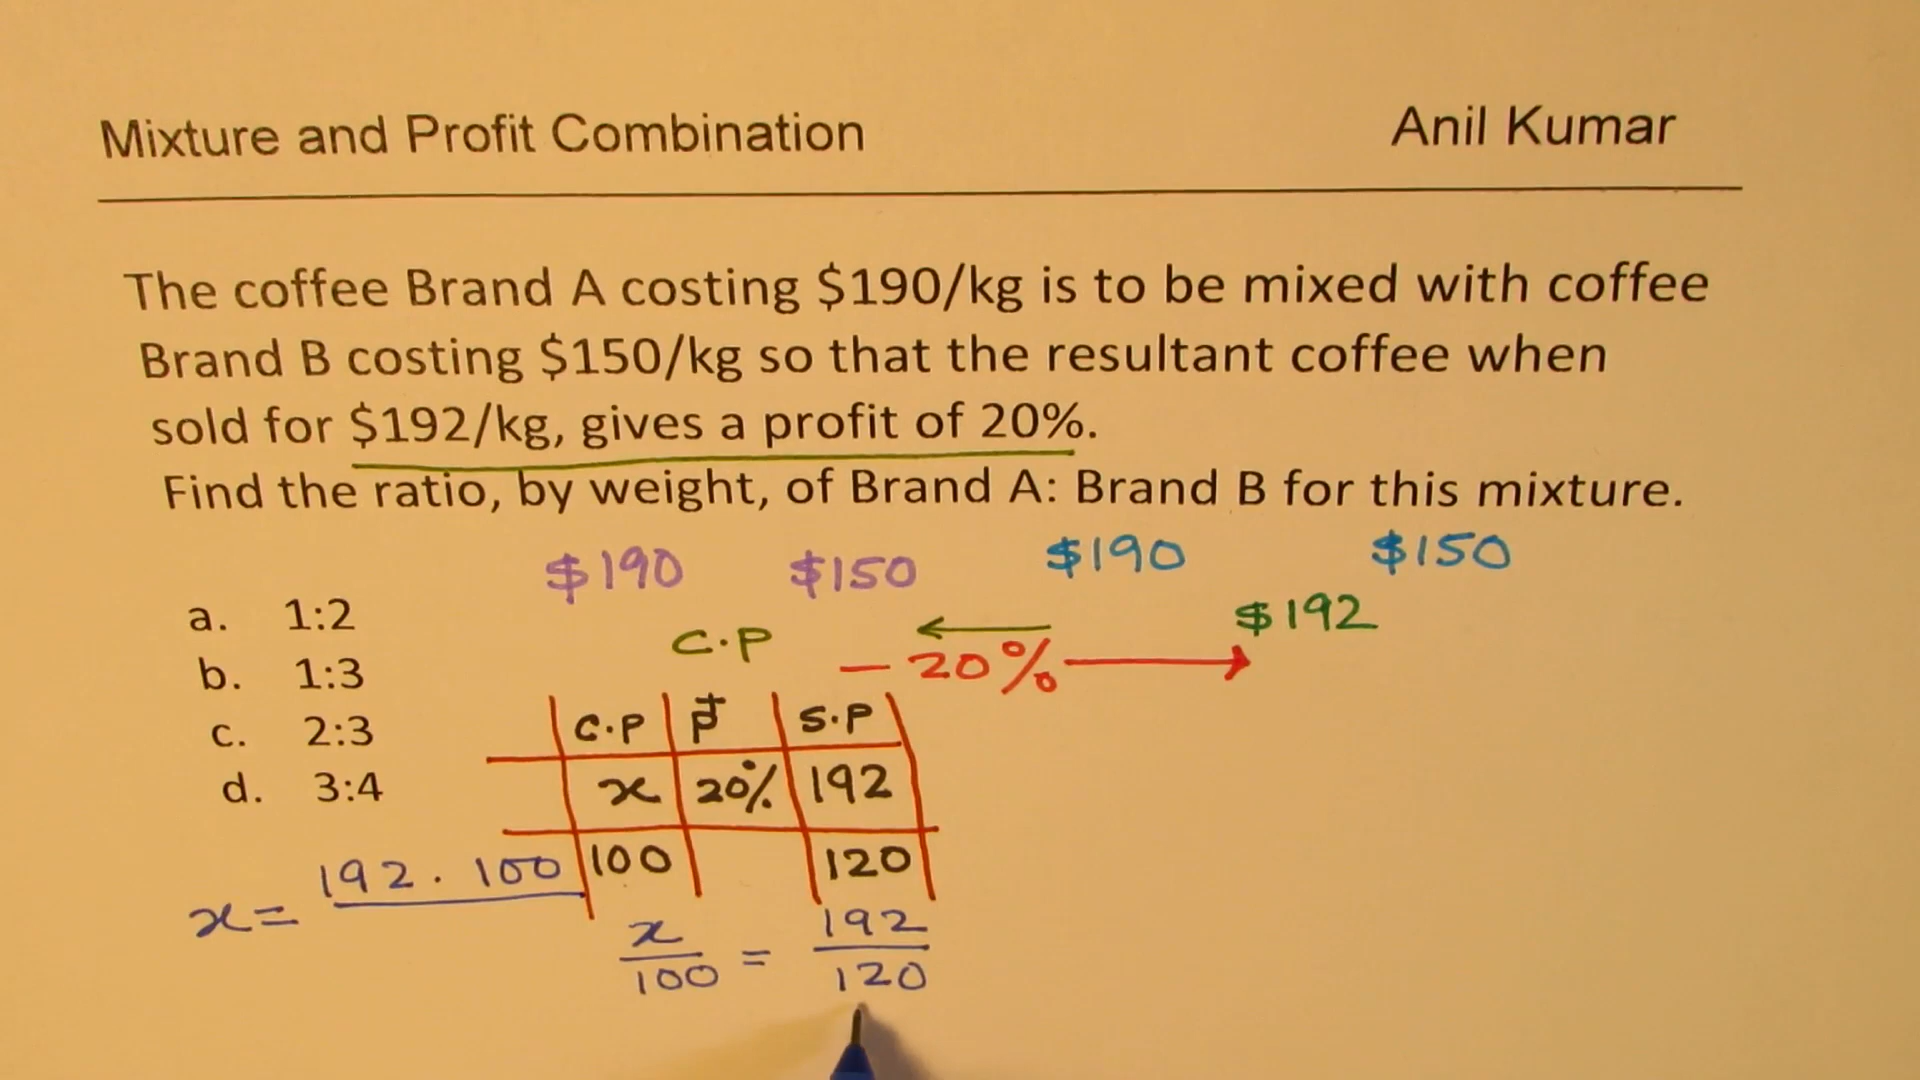 Mixture and Profit Combination Anil Kumar
The coffee Brand A costing $190/kg is to be mixed with coffee
Brand B costing $150/kg so that the resultant coffee when
sold for $192/kg, gives a profit of 20%.
Find the ratio, by weight, of Brand A: Brand B for this mixture.
$190 $150 $190 $150
a. 1:2
b. 1:3
c. 2:3
d. 3:4
C.P — 20% $192
C.P P+ S.P
x 20% 192
100 120
x = 192 . 100
x/100 = 192/120